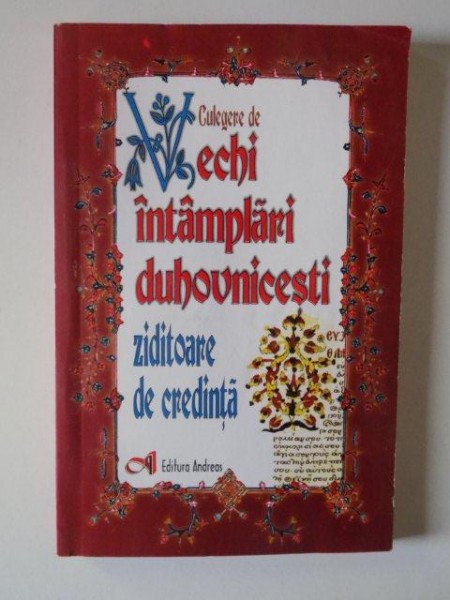 Culegere de
Vechi
întâmplări
duhovnicești
ziditoare
de credință
Editura Andreas